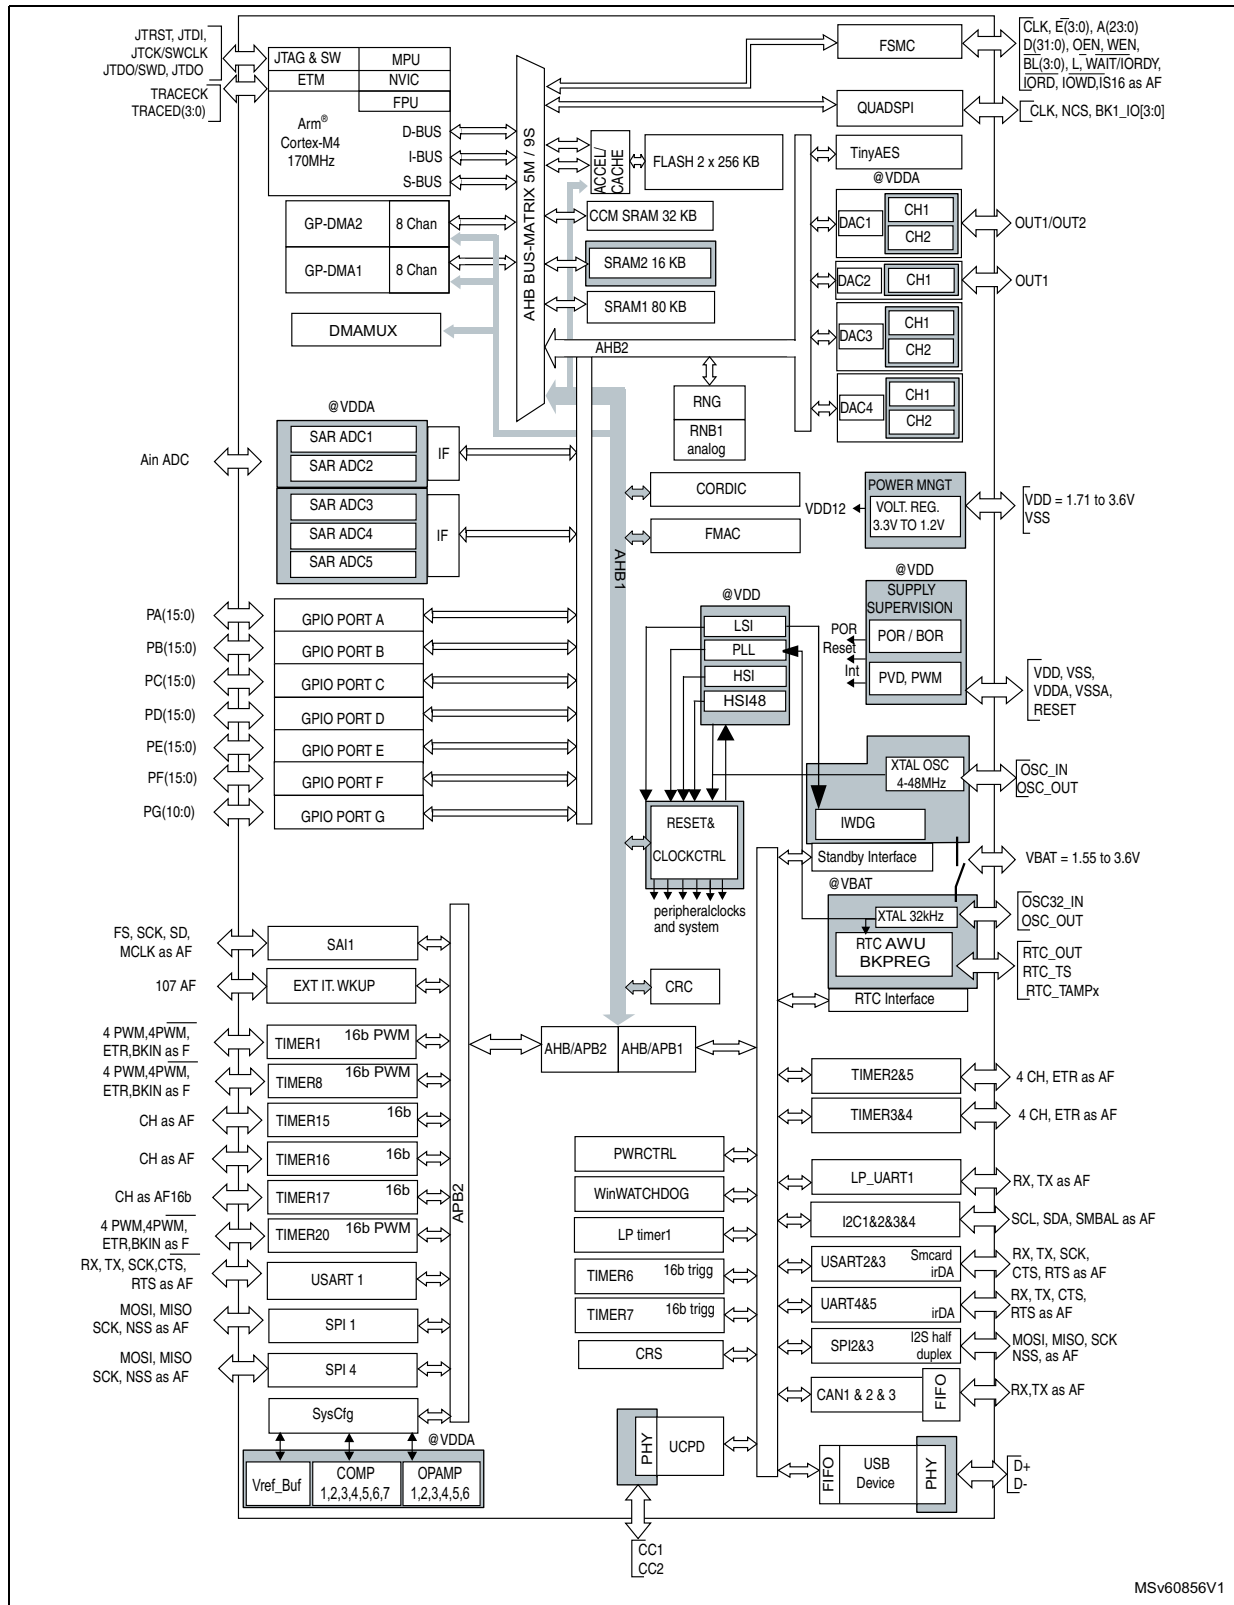 JTRST, JTDI,
JTCK/SWCLK
JTDO/SWD, JTDO
TRACECK
TRACED(3:0)
JTAG & SW
MPU
ETM
NVIC
FPU
Arm®
Cortex-M4
170MHz
D-BUS
I-BUS
S-BUS
GP-DMA2
8 Chan
GP-DMA1
8 Chan
DMAMUX
AHB BUS-MATRIX 5M / 9S
FSMC
CLK, E(3:0), A(23:0)
D(31:0), OEN, WEN,
BL(3:0), L, WAIT/IORDY,
IORD, IOWD,IS16 as AF
QUADSPI
CLK, NCS, BK1_IO[3:0]
ACCEL/
CACHE
FLASH 2 x 256 KB
CCM SRAM 32 KB
SRAM2 16 KB
SRAM1 80 KB
AHB2
TinyAES
@VDDA
DAC1
CH1
CH2
OUT1/OUT2
DAC2
CH1
OUT1
DAC3
CH1
CH2
DAC4
CH1
CH2
RNG
RNB1
analog
@VDDA
Ain ADC
SAR ADC1
SAR ADC2
IF
SAR ADC3
SAR ADC4
SAR ADC5
IF
CORDIC
FMAC
AHB1
POWER MNGT
VOLT. REG.
3.3V TO 1.2V
VDD12
VDD = 1.71 to 3.6V
VSS
@VDD
SUPPLY
SUPERVISION
POR / BOR
PVD, PWM
POR
Reset
Int
VDD, VSS,
VDDA, VSSA,
RESET
@VDD
LSI
PLL
HSI
HSI48
PA(15:0)
GPIO PORT A
PB(15:0)
GPIO PORT B
PC(15:0)
GPIO PORT C
PD(15:0)
GPIO PORT D
PE(15:0)
GPIO PORT E
PF(15:0)
GPIO PORT F
PG(10:0)
GPIO PORT G
RESET&
CLOCKCTRL
peripheralclocks
and system
XTAL OSC
4-48MHz
OSC_IN
OSC_OUT
IWDG
Standby Interface
VBAT = 1.55 to 3.6V
@VBAT
XTAL 32kHz
OSC32_IN
OSC_OUT
RTC AWU
BKPREG
RTC_OUT
RTC_TS
RTC_TAMPx
RTC Interface
CRC
AHB/APB2
AHB/APB1
FS, SCK, SD,
MCLK as AF
SAI1
107 AF
EXT IT. WKUP
4 PWM,4PWM,
ETR,BKIN as F
TIMER1
16b PWM
4 PWM,4PWM,
ETR,BKIN as F
TIMER8
16b PWM
CH as AF
TIMER15
16b
CH as AF
TIMER16
16b
CH as AF16b
TIMER17
16b
4 PWM,4PWM,
ETR,BKIN as F
TIMER20
16b PWM
RX, TX, SCK,CTS,
RTS as AF
USART 1
MOSI, MISO
SCK, NSS as AF
SPI 1
MOSI, MISO
SCK, NSS as AF
SPI 4
SysCfg
@VDDA
Vref_Buf
COMP
1,2,3,4,5,6,7
OPAMP
1,2,3,4,5,6
APB2
PWRCTRL
WinWATCHDOG
LP timer1
TIMER6
16b trigg
TIMER7
16b trigg
CRS
PHY
UCPD
CC1
CC2
TIMER2&5
4 CH, ETR as AF
TIMER3&4
4 CH, ETR as AF
LP_UART1
RX, TX as AF
I2C1&2&3&4
SCL, SDA, SMBAL as AF
USART2&3
Smcard
irDA
RX, TX, SCK,
CTS, RTS as AF
UART4&5
irDA
RX, TX, CTS,
RTS as AF
SPI2&3
I2S half
duplex
MOSI, MISO, SCK
NSS, as AF
CAN1 & 2 & 3
FIFO
RX,TX as AF
FIFO
USB
Device
PHY
D+
D-
MSv60856V1